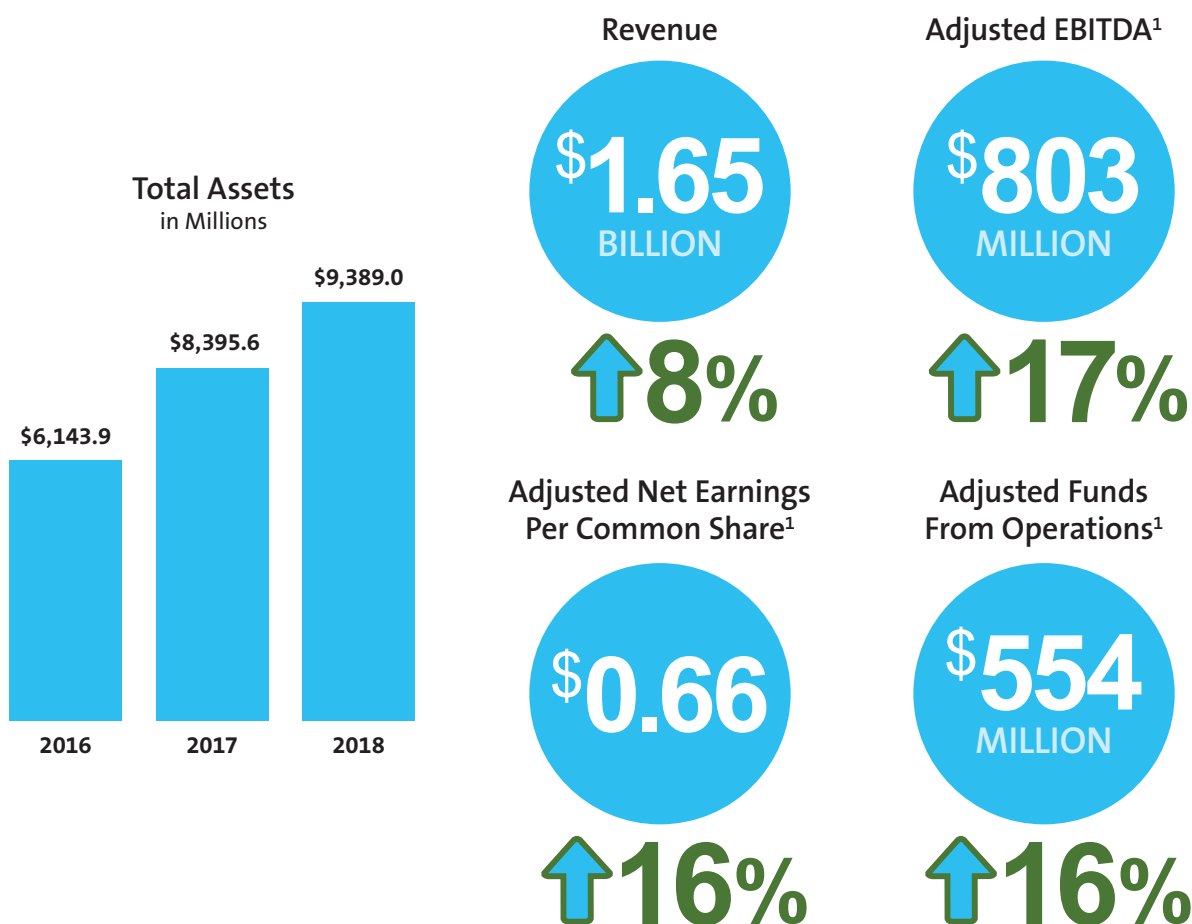 Total Assets
in Millions
$6,143.9
$8,395.6
$9,389.0
2016
2017
2018
Revenue
$1.65
BILLION
8%
Adjusted EBITDA¹
$803
MILLION
17%
Adjusted Net Earnings
Per Common Share¹
$0.66
16%
Adjusted Funds
From Operations¹
$554
MILLION
16%